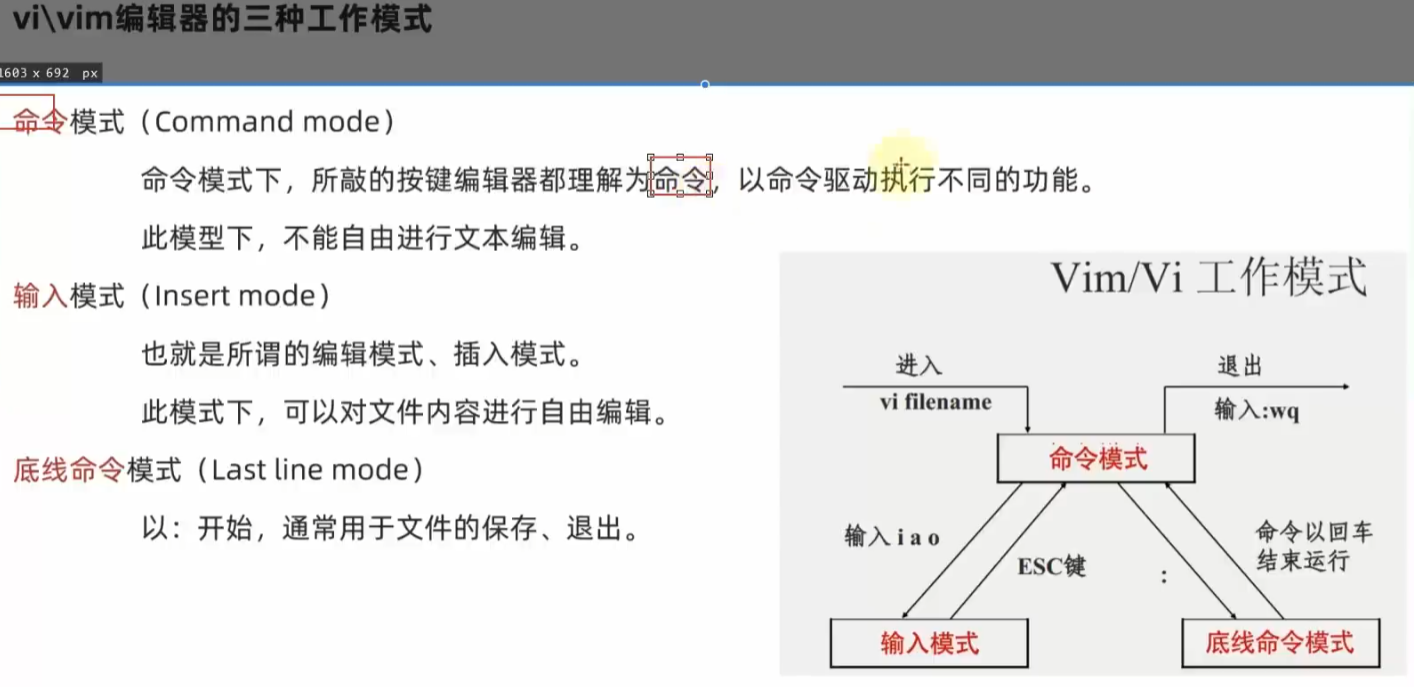 vi\vim编辑器的三种工作模式
1603 x 692 px
命令模式（Command mode）
命令模式下，所敲的按键编辑器都理解为命令，以命令驱动执行不同的功能。
此模型下，不能自由进行文本编辑。
输入模式（Insert mode）
也就是所谓的编辑模式、插入模式。
此模式下，可以对文件内容进行自由编辑。
底线命令模式（Last line mode）
以：开始，通常用于文件的保存、退出。
Vim/Vi 工作模式
进入
退出
vi filename
输入:wq
命令模式
输入 i a o
ESC键
:
命令以回车
结束运行
输入模式
底线命令模式